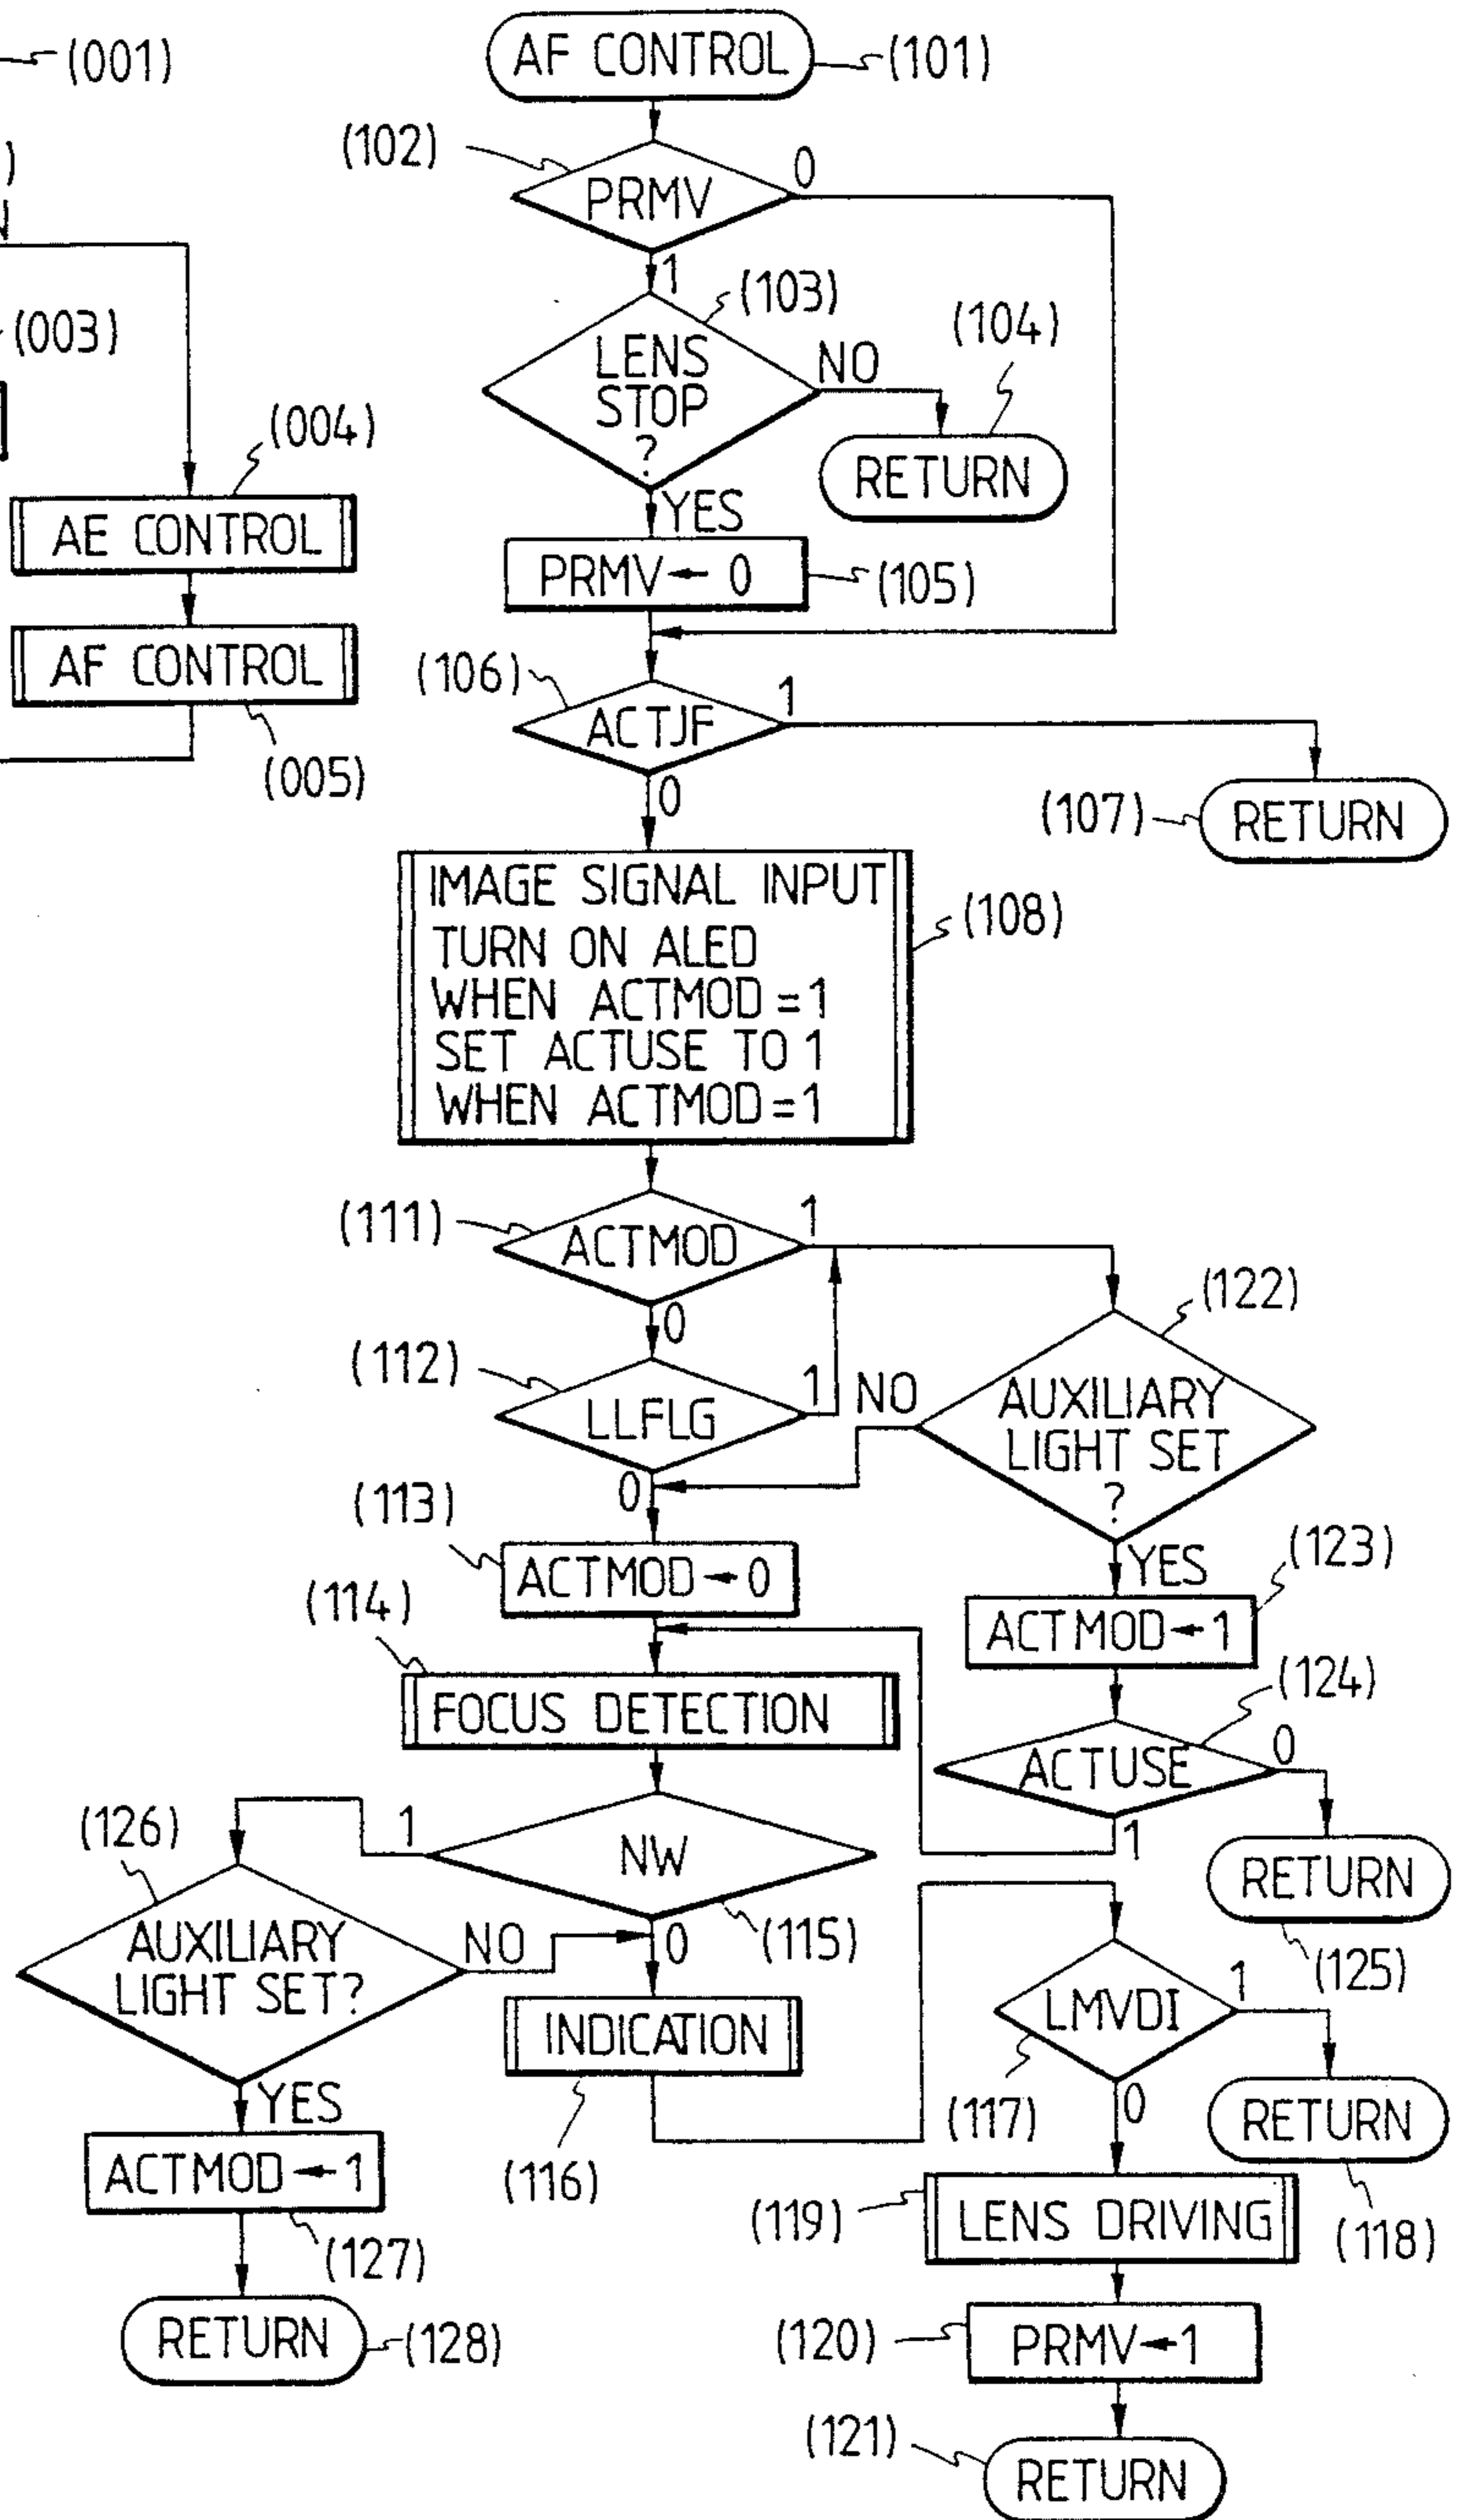 (001)
)
N
(003)
(004)
AE CONTROL
AF CONTROL
(005)
AF CONTROL
(101)
(102)
PRMV
0
1
(103)
LENS
STOP
?
NO
(104)
RETURN
YES
PRMV ← 0
(105)
(106)
ACTJF
1
0
(107)
RETURN
IMAGE SIGNAL INPUT
TURN ON ALED
WHEN ACTMOD = 1
SET ACTUSE TO 1
WHEN ACTMOD = 1
(108)
(111)
ACTMOD
1
0
(112)
LLFLG
1
0
(122)
AUXILIARY
LIGHT SET
?
NO
YES
(113)
ACTMOD ← 0
(123)
ACTMOD ← 1
(114)
FOCUS DETECTION
(124)
ACTUSE
0
1
RETURN
(125)
NW
1
0
(115)
(126)
AUXILIARY
LIGHT SET?
NO
YES
INDICATION
(116)
LMVDI
1
0
(117)
RETURN
(118)
ACTMOD ← 1
(127)
RETURN
(128)
(119)
LENS DRIVING
(120)
PRMV ← 1
(121)
RETURN